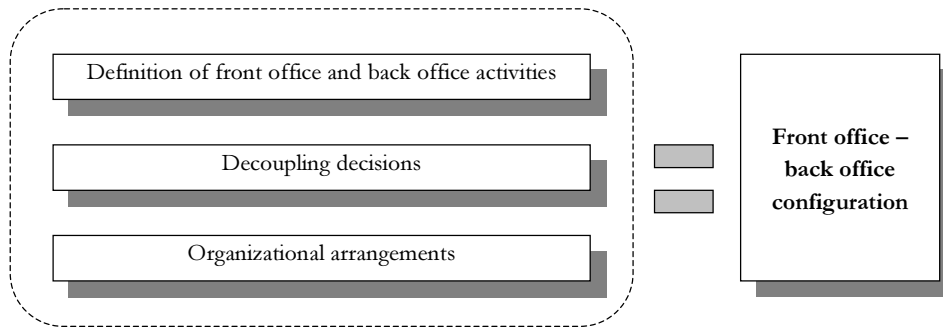 Definition of front office and back office activities
Decoupling decisions
Organizational arrangements
Front office –
back office
configuration